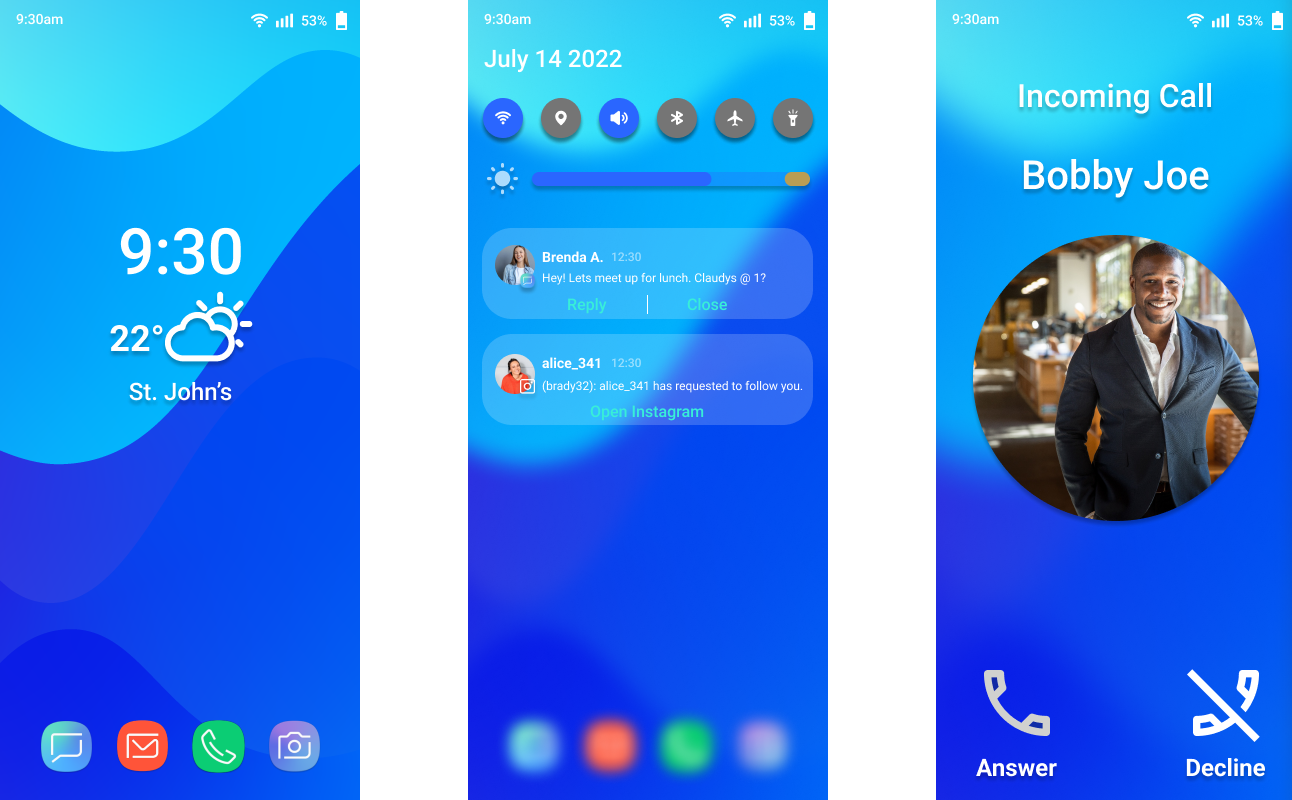 9:30am
53%
9:30
22°
St. John’s
9:30am
53%
July 14 2022
Brenda A. 12:30
Hey! Lets meet up for lunch. Claudys @ 1?
Reply Close
alice_341 12:30
(brady32): alice_341 has requested to follow you.
Open Instagram
9:30am
53%
Incoming Call
Bobby Joe
Answer
Decline